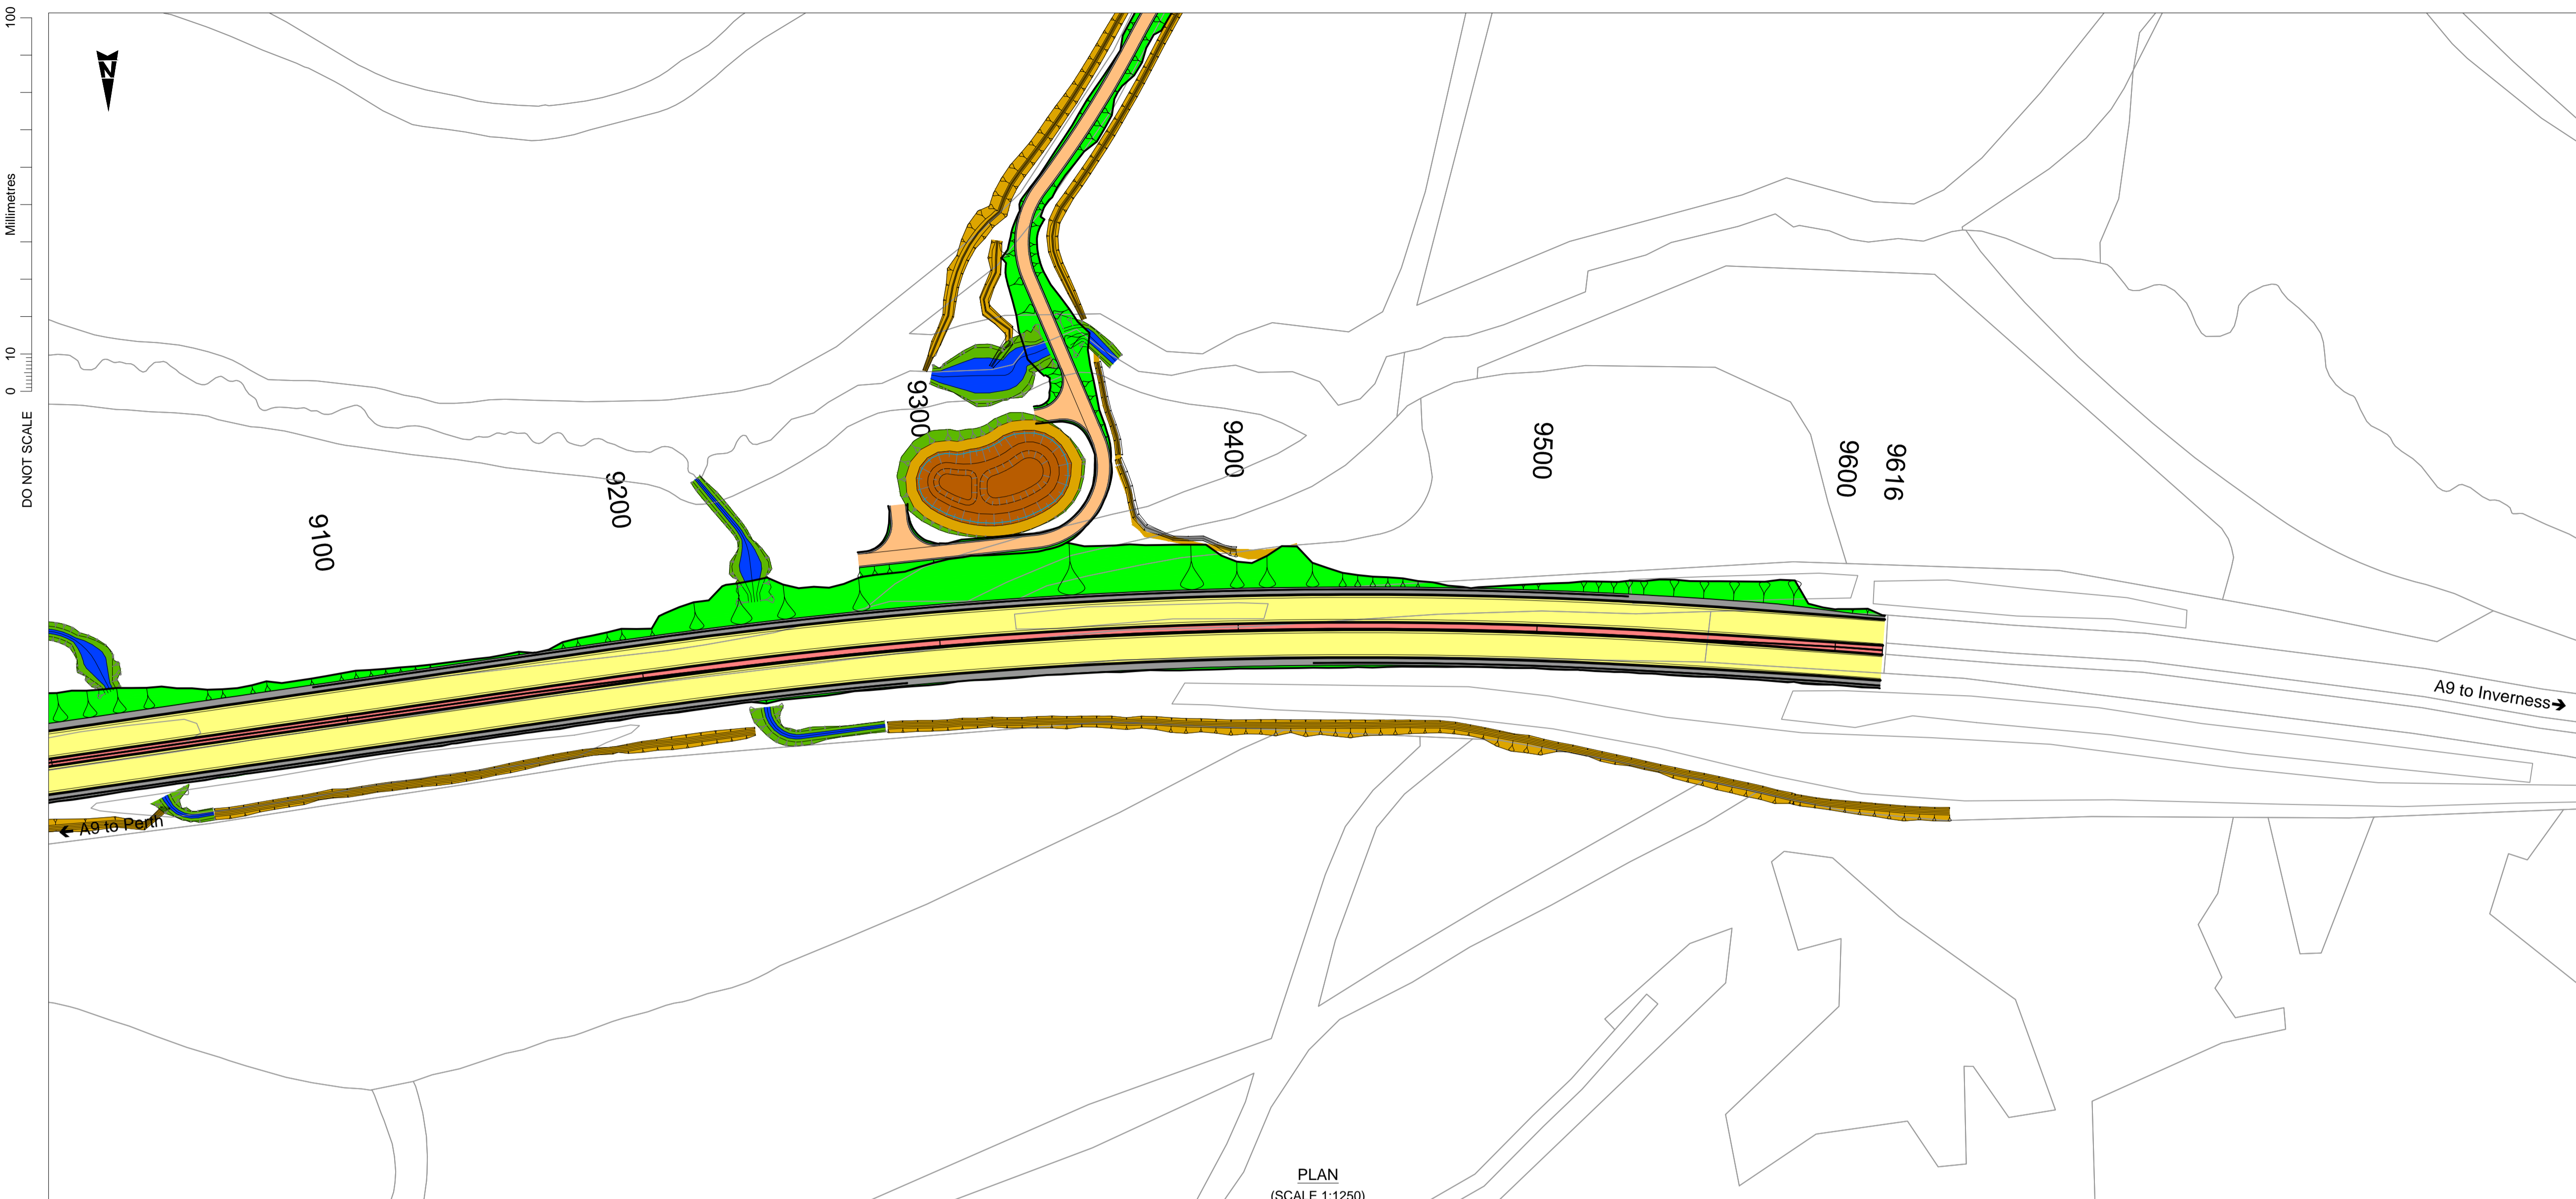 100
Millimetres
10
0
DO NOT SCALE
N
9100
9200
9300
9400
9500
9600
9616
A9 to Inverness
A9 to Perth
PLAN
(SCALE 1:1250)